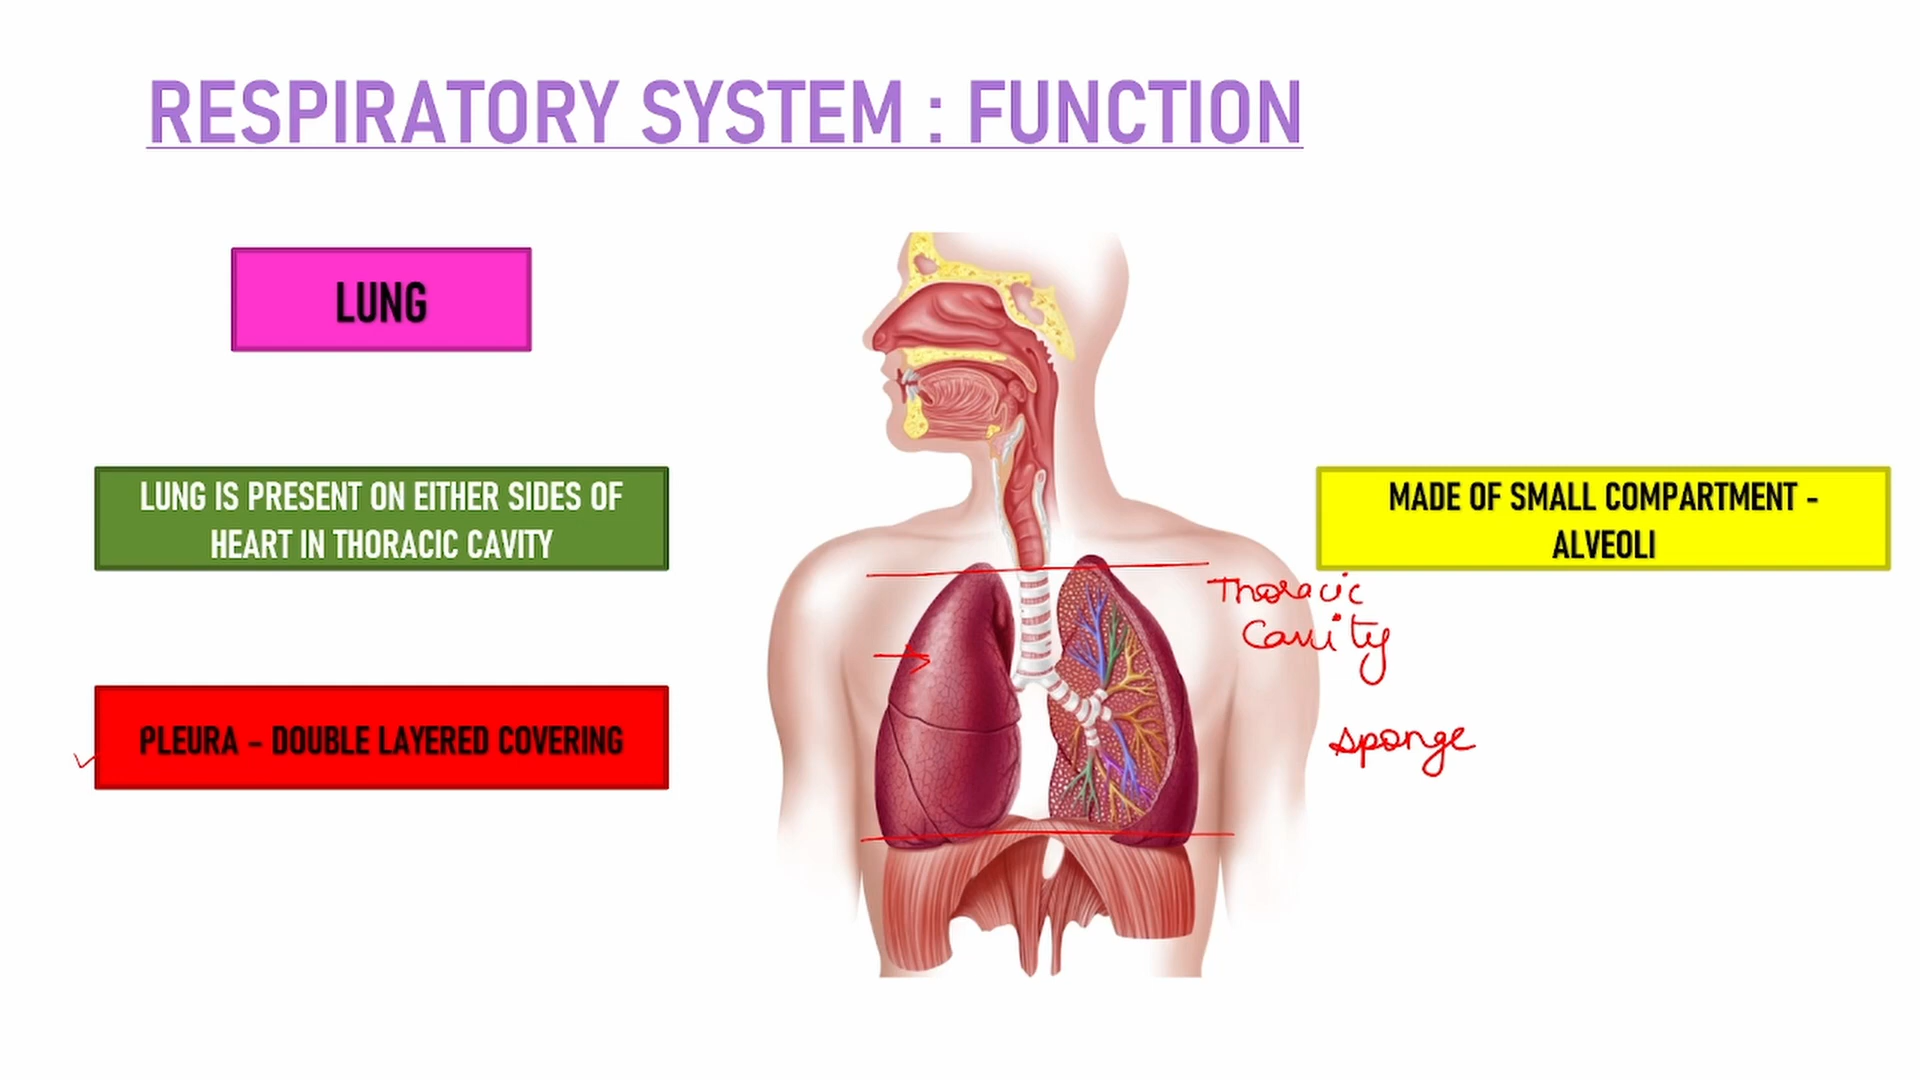 RESPIRATORY SYSTEM : FUNCTION
LUNG
LUNG IS PRESENT ON EITHER SIDES OF
HEART IN THORACIC CAVITY
PLEURA - DOUBLE LAYERED COVERING
MADE OF SMALL COMPARTMENT -
ALVEOLI
Thoracic
Cavity
sponge